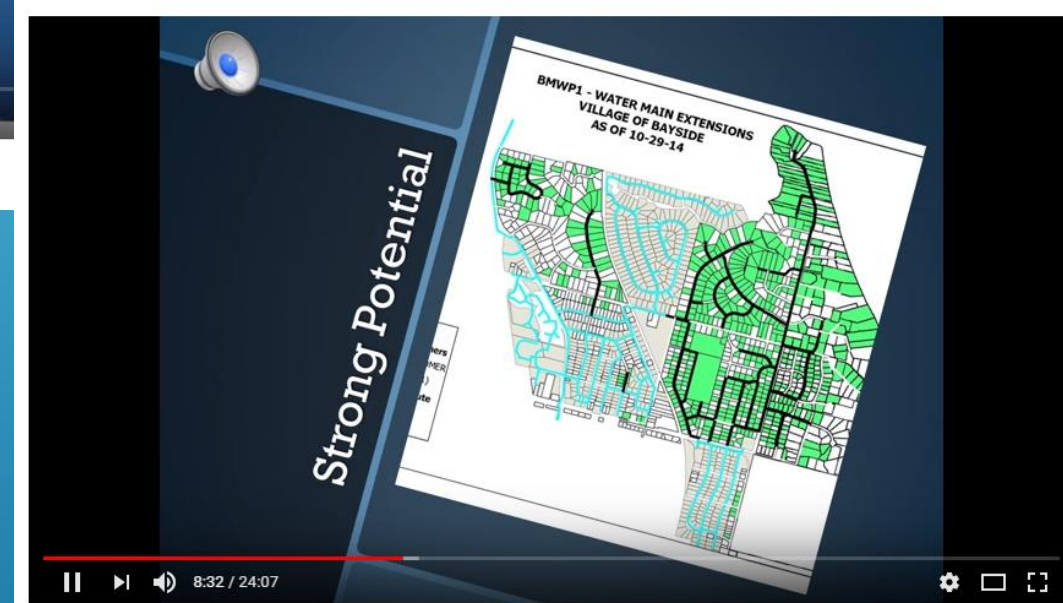 Strong Potential
BMWP1 - WATER MAIN EXTENSIONS
VILLAGE OF BAYSIDE
AS OF 10-29-14
8:32 / 24:07